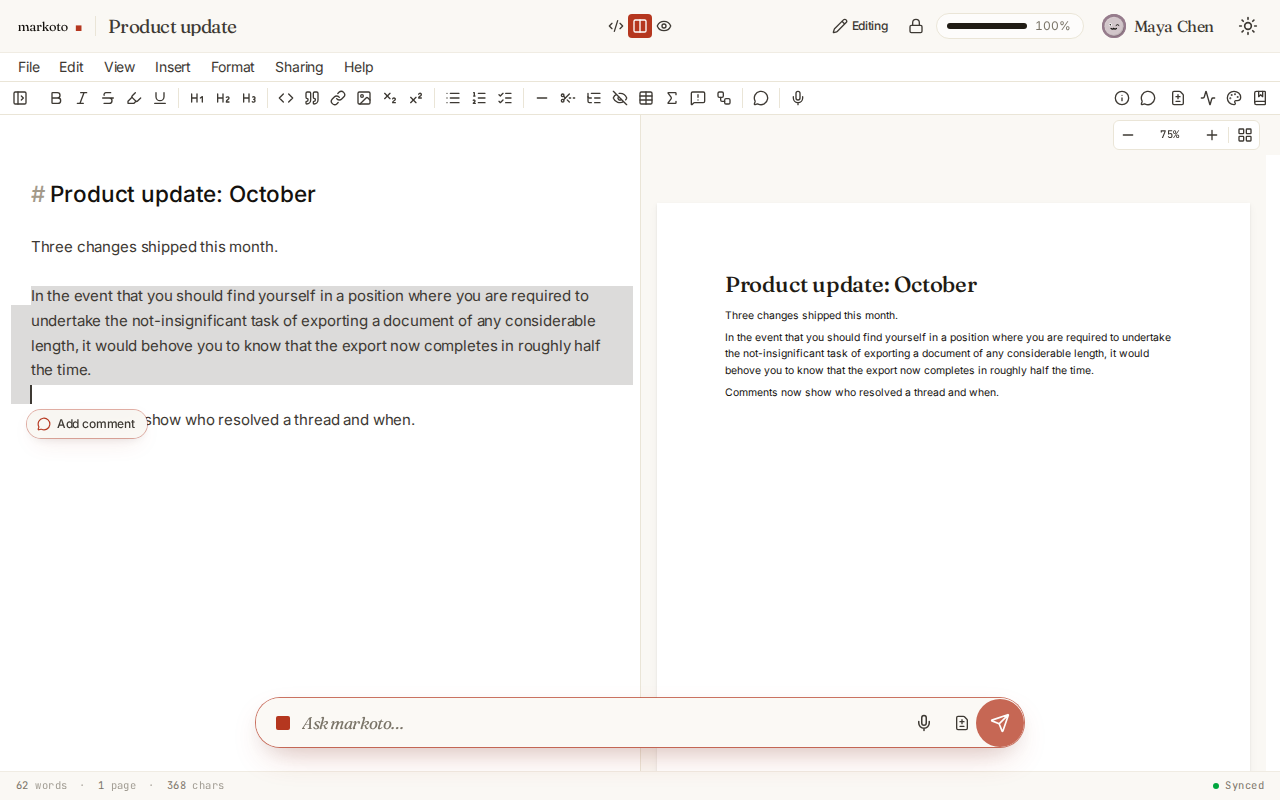 markoto
Product update
Editing
100%
Maya Chen
File Edit View Insert Format Sharing Help
H1 H2 H3
75%
# Product update: October
Three changes shipped this month.
In the event that you should find yourself in a position where you are required to
undertake the not-insignificant task of exporting a document of any considerable
length, it would behove you to know that the export now completes in roughly half
the time.
Add comment
show who resolved a thread and when.
Product update: October
Three changes shipped this month.
In the event that you should find yourself in a position where you are required to undertake
the not-insignificant task of exporting a document of any considerable length, it would
behove you to know that the export now completes in roughly half the time.
Comments now show who resolved a thread and when.
Ask markoto...
62 words · 1 page · 368 chars
Synced